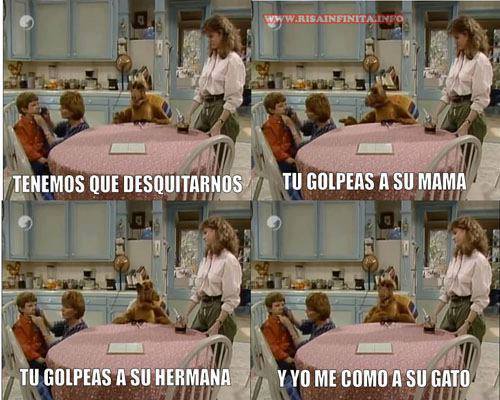 WWW.RISAINFINITA.INFO
TENEMOS QUE DESQUITARNOS
TU GOLPEAS A SU MAMA
TU GOLPEAS A SU HERMANA
Y YO ME COMO A SU GATO